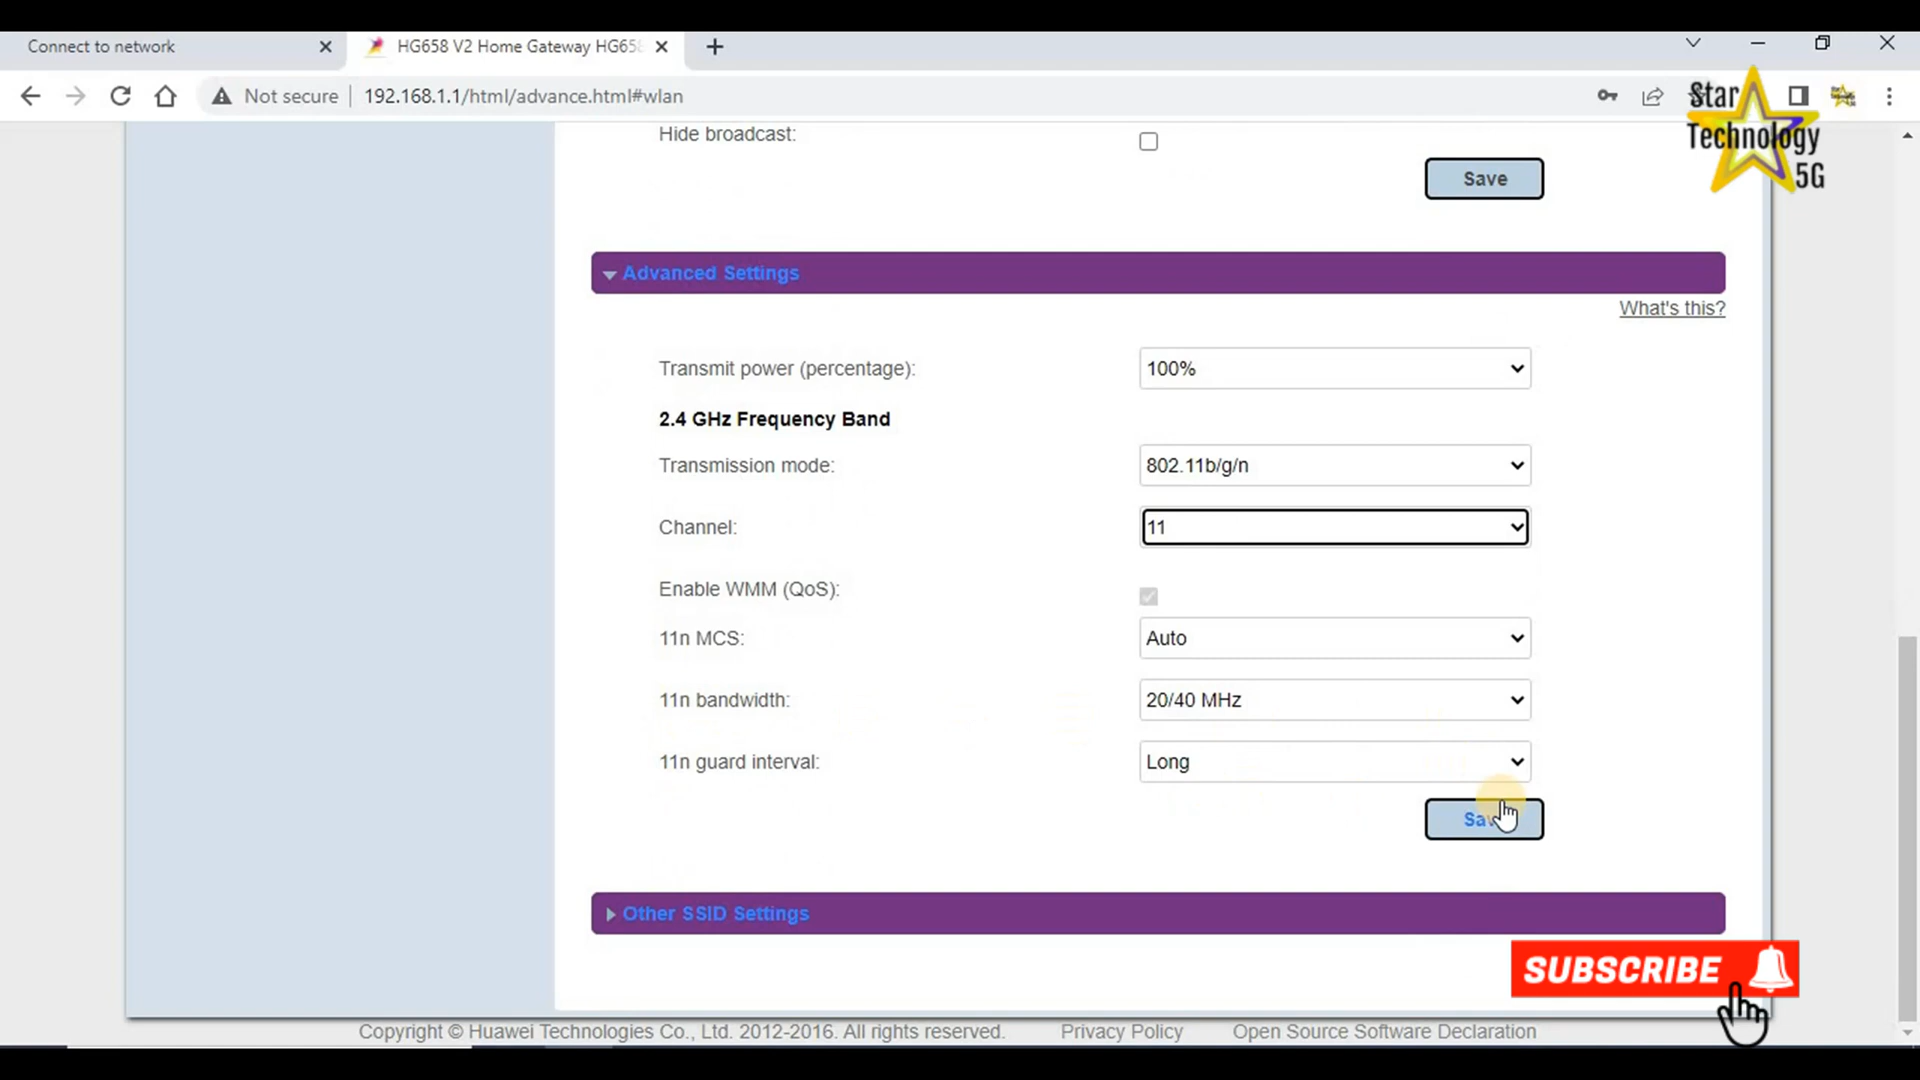 Connect to network
HG658 V2 Home Gateway HG658
Not secure
192.168.1.1/html/advance.html#wlan
Star
Technology
5G
Hide broadcast:
Save
Advanced Settings
What's this?
Transmit power (percentage):
100%
2.4 GHz Frequency Band
Transmission mode:
802.11b/g/n
Channel:
11
Enable WMM (QoS):
11n MCS:
Auto
11n bandwidth:
20/40 MHz
11n guard interval:
Long
Save
Other SSID Settings
SUBSCRIBE
Copyright © Huawei Technologies Co., Ltd. 2012-2016. All rights reserved.
Privacy Policy
Open Source Software Declaration